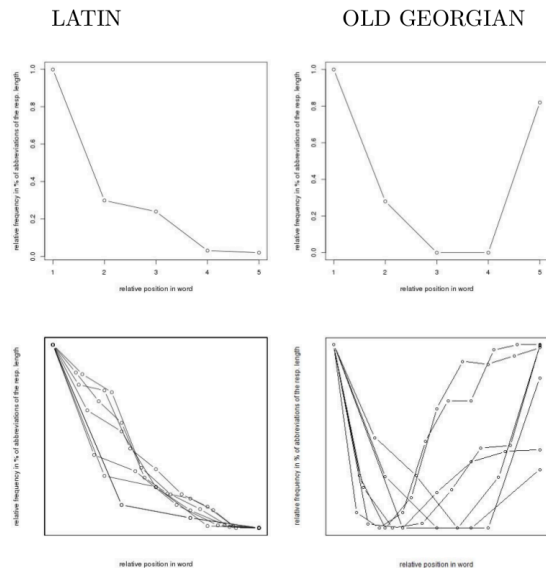 LATIN
OLD GEORGIAN
relative frequency in % of abbreviations of the resp. length
0.0 0.2 0.4 0.6 0.8 1.0
1 2 3 4 5
relative position in word
relative frequency in % of abbreviations of the resp. length
0.0 0.2 0.4 0.6 0.8 1.0
1 2 3 4 5
relative position in word
relative frequency in % of abbreviations of the resp. length
relative position in word
relative frequency in % of abbreviations of the resp. length
relative position in word